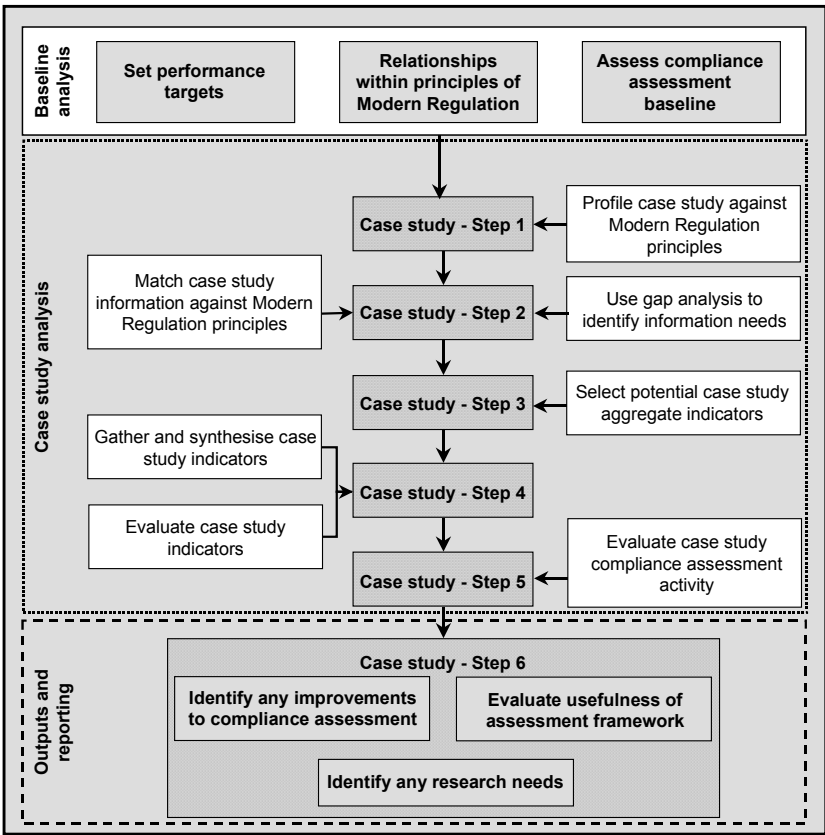 Baseline
analysis
Set performance
targets
Relationships
within principles of
Modern Regulation
Assess compliance
assessment
baseline
Case study analysis
Case study - Step 1
Profile case study against
Modern Regulation
principles
Match case study
information against Modern
Regulation principles
Case study - Step 2
Use gap analysis to
identify information needs
Case study - Step 3
Select potential case study
aggregate indicators
Gather and synthesise case
study indicators
Case study - Step 4
Evaluate case study
indicators
Case study - Step 5
Evaluate case study
compliance assessment
activity
Outputs and
reporting
Case study - Step 6
Identify any improvements
to compliance assessment
Evaluate usefulness of
assessment framework
Identify any research needs